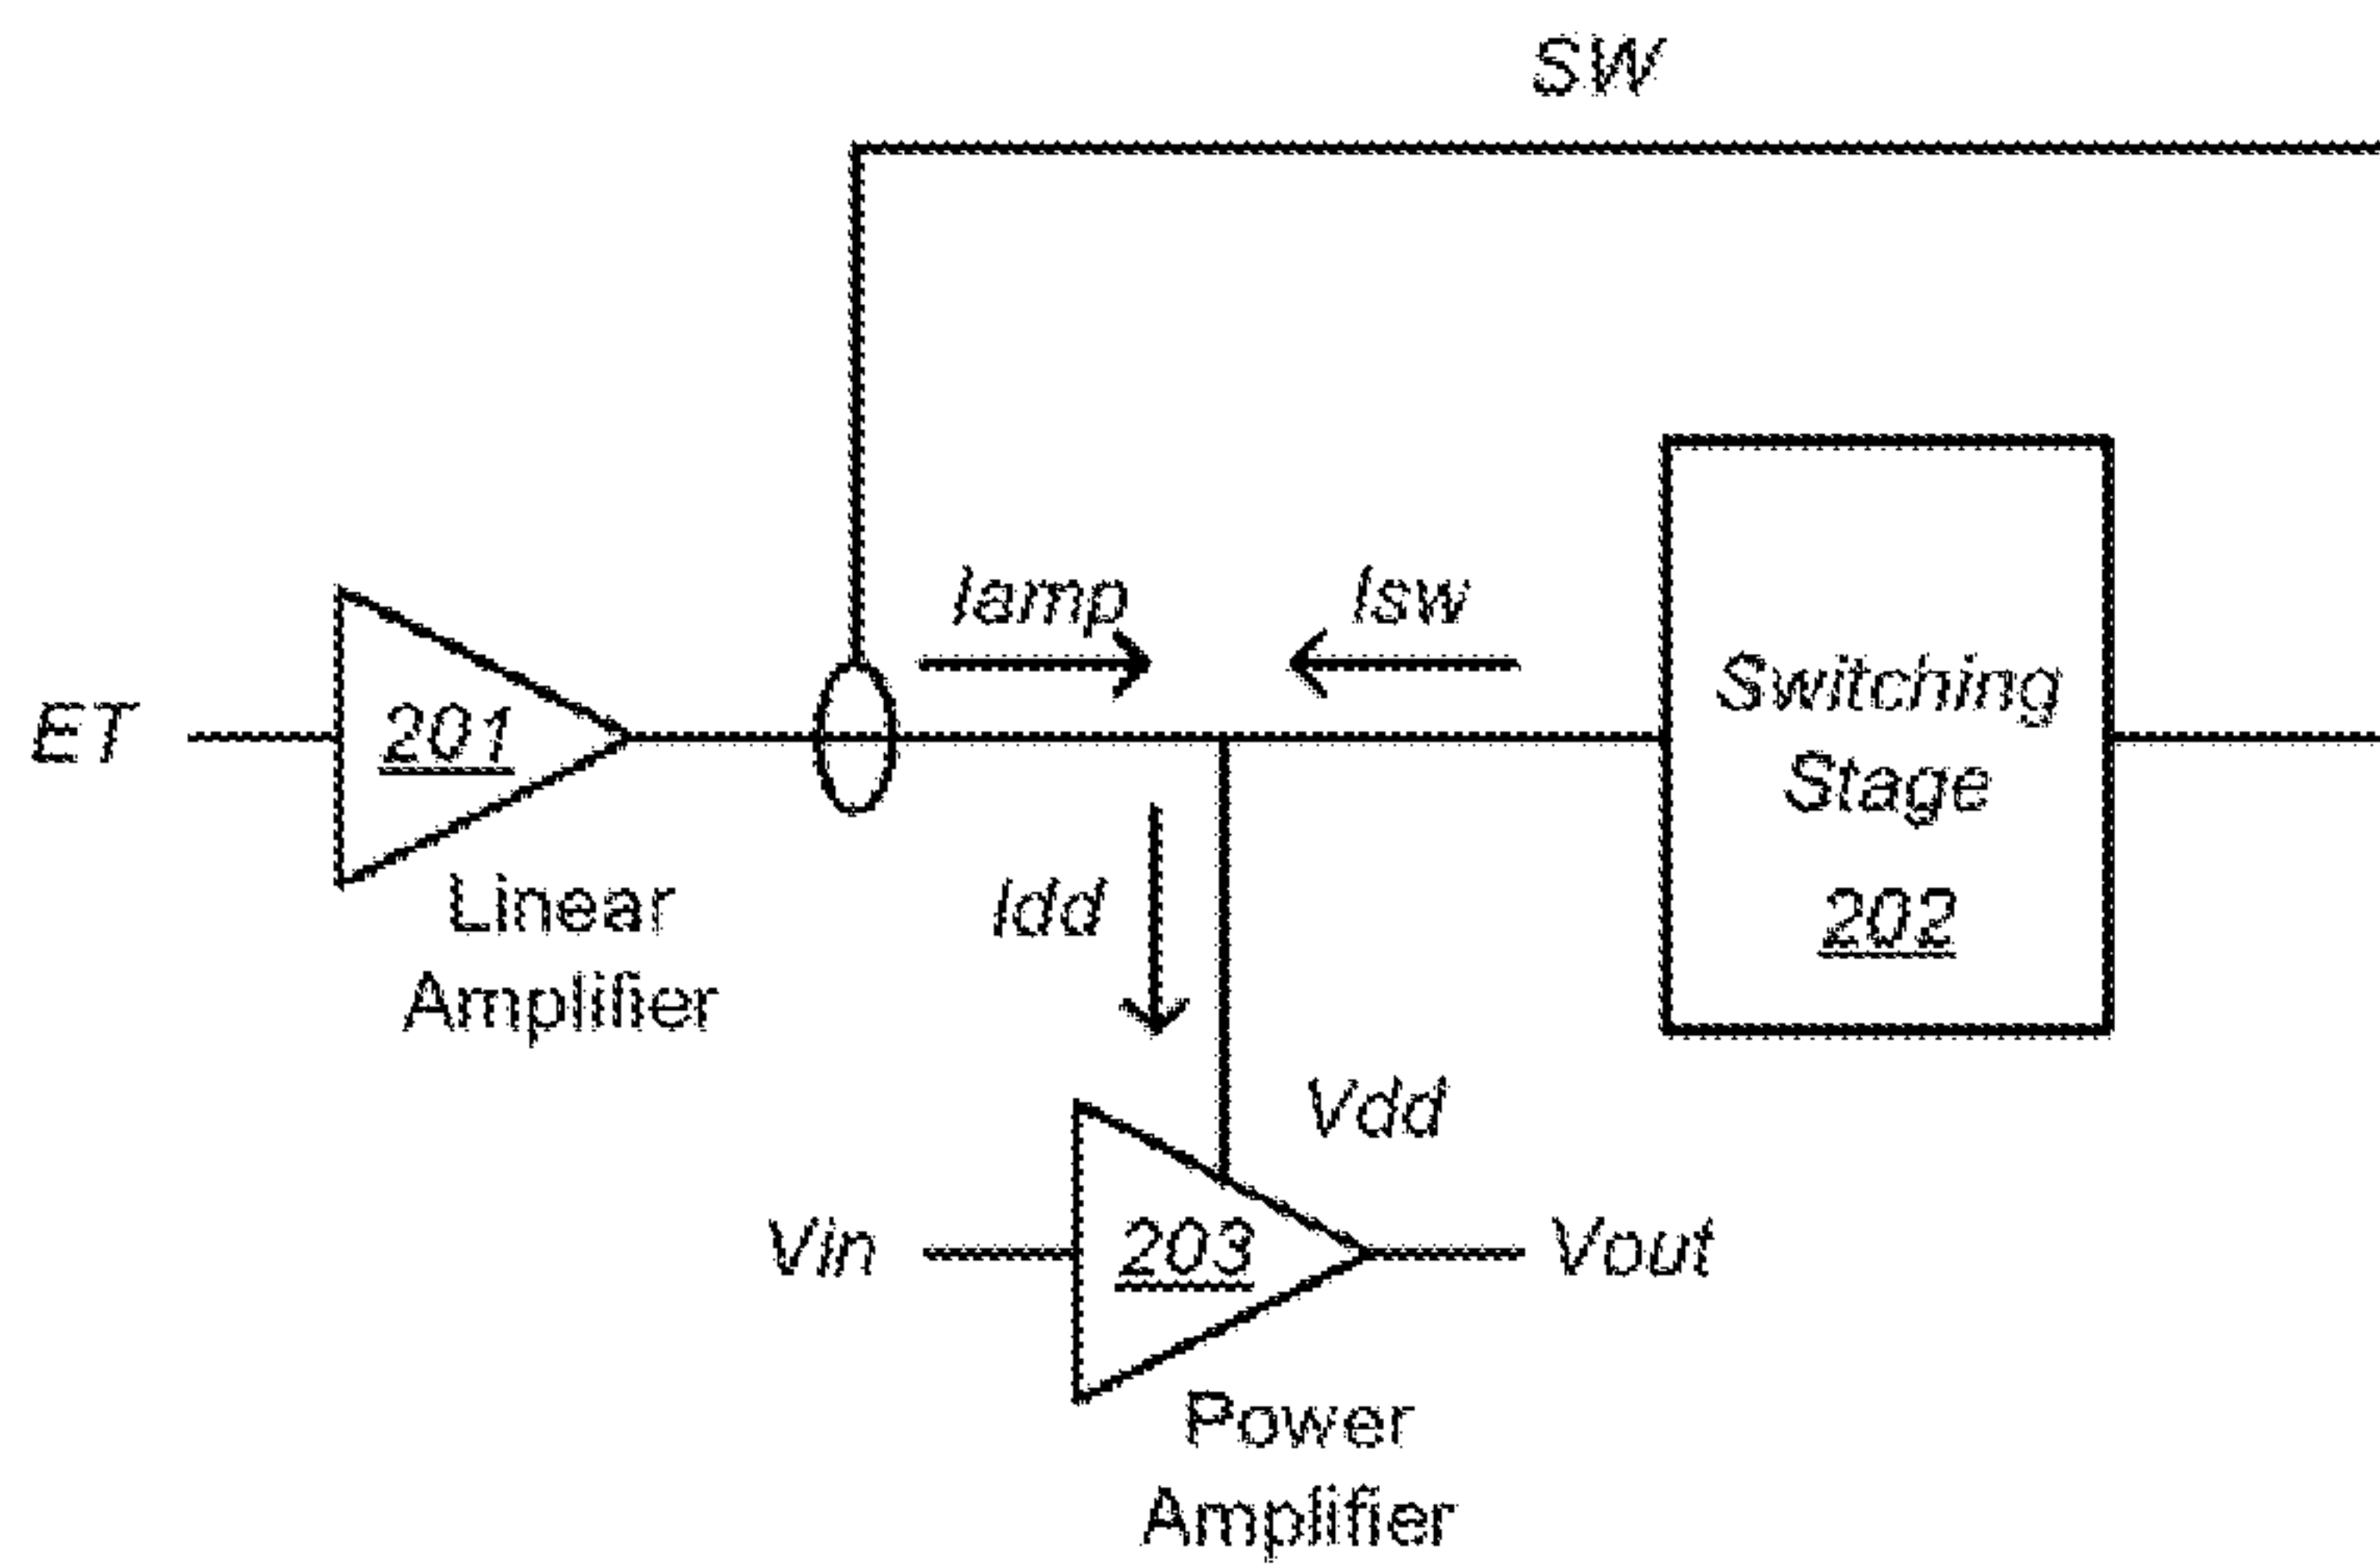 SW
Iamp
Isw
ET
201
Switching
Stage
202
Linear
Amplifier
Idd
Vdd
Vin
203
Vout
Power
Amplifier